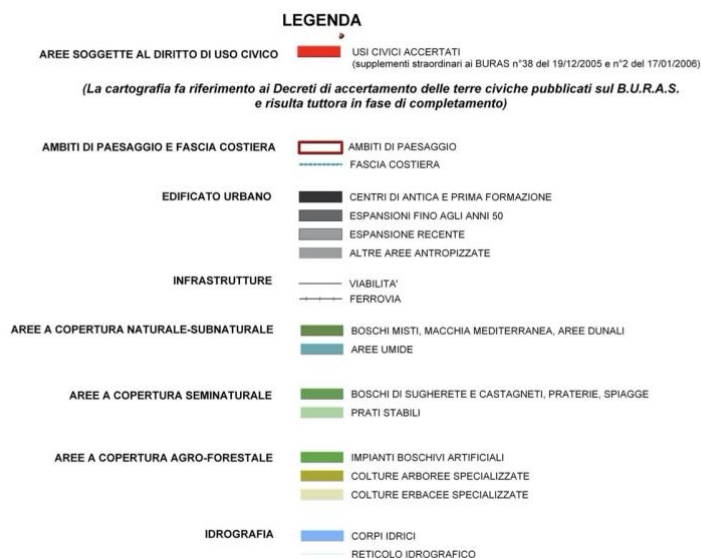 LEGENDA
AREE SOGGETTE AL DIRITTO DI USO CIVICO
USI CIVICI ACCERTATI
(supplementi straordinari ai BURAS n°38 del 19/12/2005 e n°2 del 17/01/2006)
(La cartografia fa riferimento ai Decreti di accertamento delle terre civiche pubblicati sul B.U.R.A.S.
e risulta tuttora in fase di completamento)
AMBITI DI PAESAGGIO E FASCIA COSTIERA
AMBITI DI PAESAGGIO
FASCIA COSTIERA
EDIFICATO URBANO
CENTRI DI ANTICA E PRIMA FORMAZIONE
ESPANSIONI FINO AGLI ANNI 50
ESPANSIONE RECENTE
ALTRE AREE ANTROPIZZATE
INFRASTRUTTURE
VIABILITA'
FERROVIA
AREE A COPERTURA NATURALE-SUBNATURALE
BOSCHI MISTI, MACCHIA MEDITERRANEA, AREE DUNALI
AREE UMIDE
AREE A COPERTURA SEMINATURALE
BOSCHI DI SUGHERETE E CASTAGNETI, PRATERIE, SPIAGGE
PRATI STABILI
AREE A COPERTURA AGRO-FORESTALE
IMPIANTI BOSCHIVI ARTIFICIALI
COLTURE ARBOREE SPECIALIZZATE
COLTURE ERBACEE SPECIALIZZATE
IDROGRAFIA
CORPI IDRICI
RETICOLO IDROGRAFICO